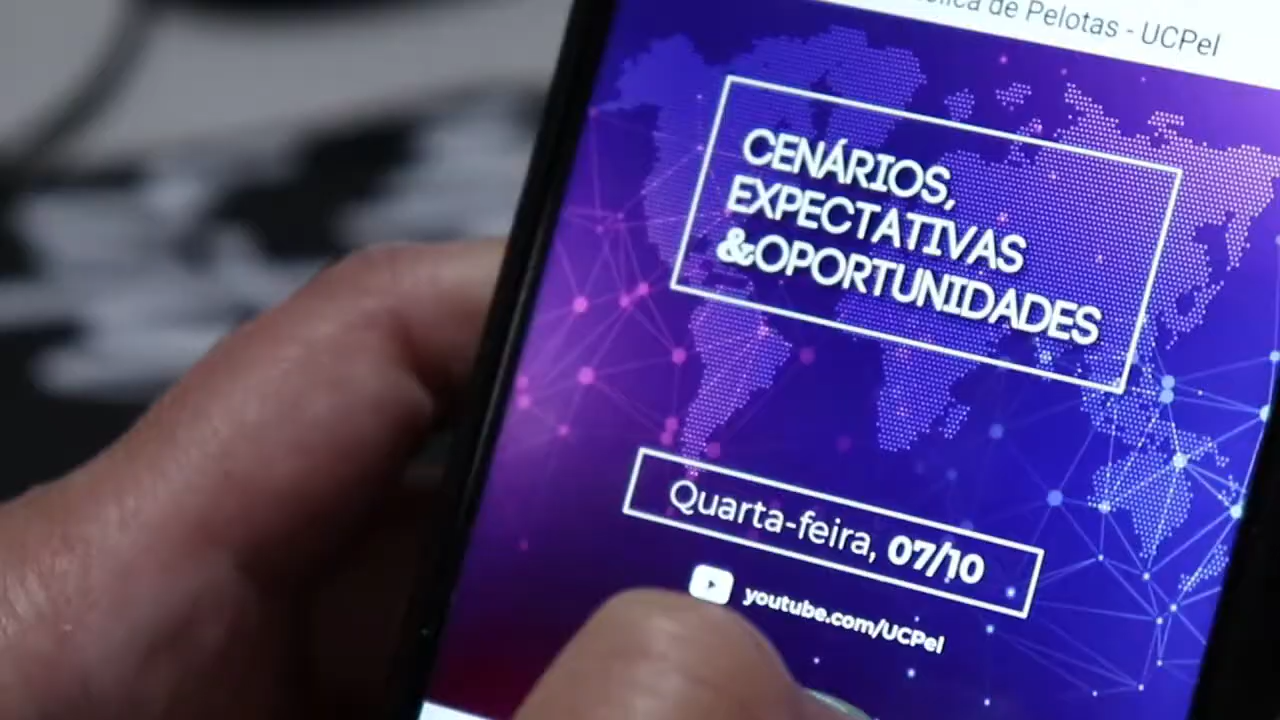 de Pelotas - UCPel
CENÁRIOS,
EXPECTATIVAS
&OPORTUNIDADES
Quarta-feira, 07/10
youtube.com/UCPel